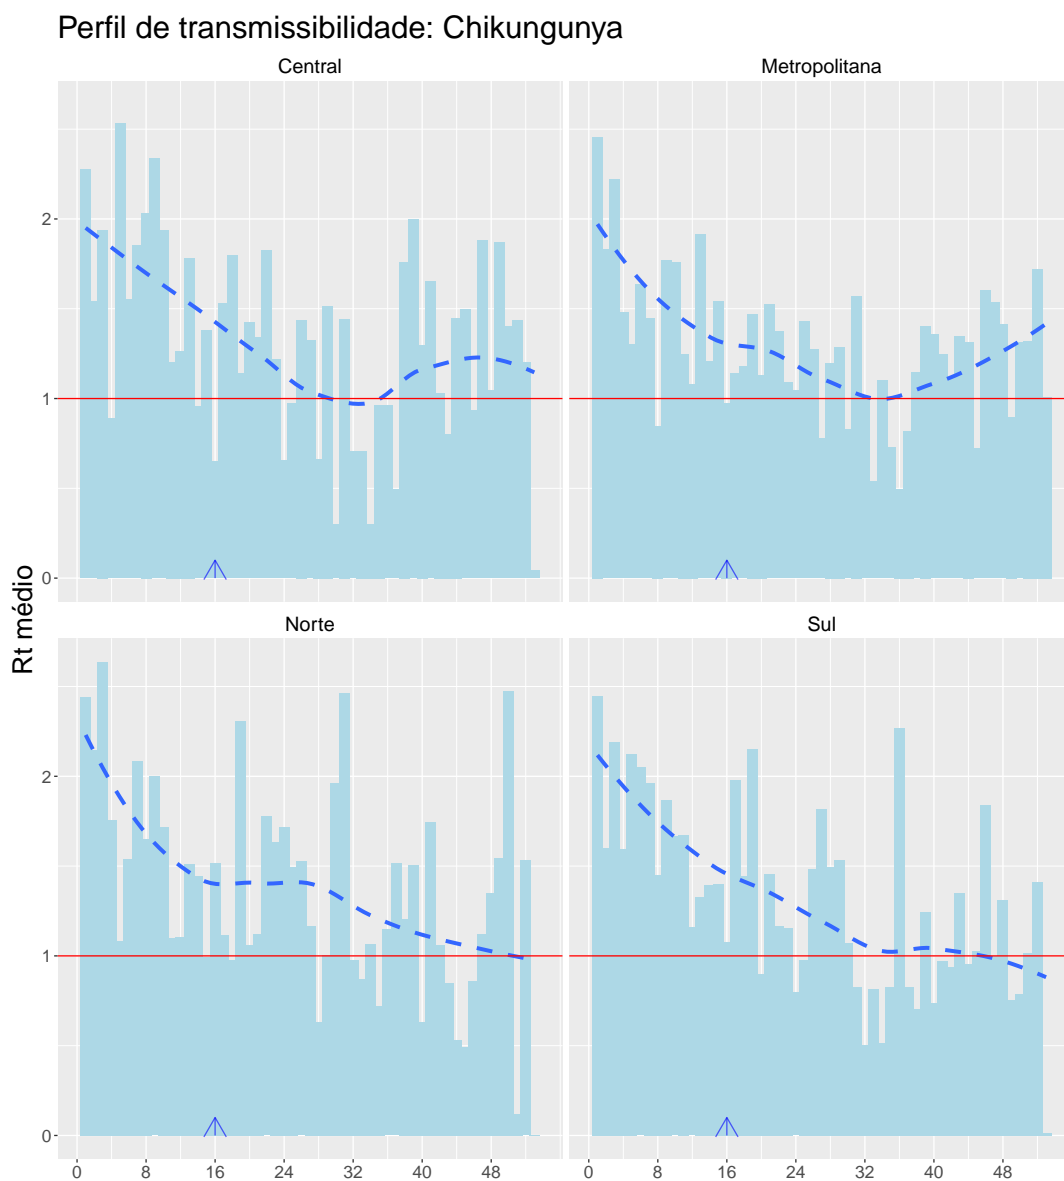 Perfil de transmissibilidade: Chikungunya
Central
Metropolitana
2
1
0
Rt médio
Norte
Sul
2
1
0
0 8 16 24 32 40 48
0 8 16 24 32 40 48